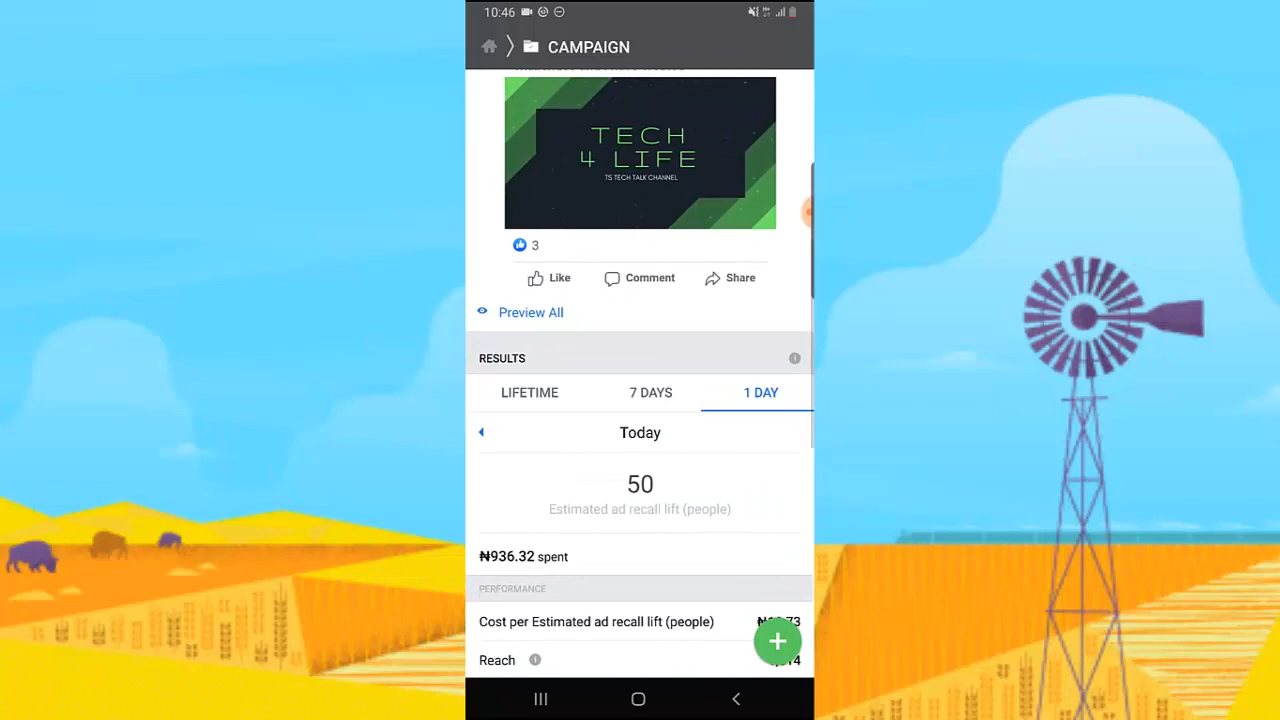 10:46
CAMPAIGN
TECH
4 LIFE
TS TECH TALK CHANNEL
3
Like Comment Share
Preview All
RESULTS
LIFETIME 7 DAYS 1 DAY
Today
50
Estimated ad recall lift (people)
₦936.32 spent
PERFORMANCE
Cost per Estimated ad recall lift (people)
Reach